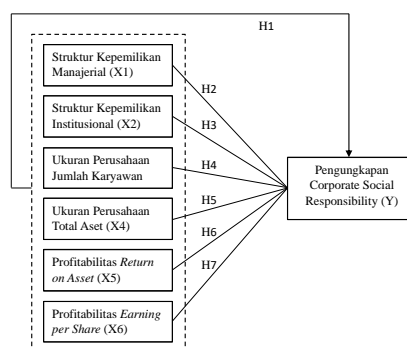 H1
Struktur Kepemilikan
Manajerial (X1)
H2
Struktur Kepemilikan
Institusional (X2)
H3
Ukuran Perusahaan
Jumlah Karyawan
H4
Pengungkapan
Corporate Social
Responsibility (Y)
Ukuran Perusahaan
Total Aset (X4)
H5
Profitabilitas Return
on Asset (X5)
H6
Profitabilitas Earning
per Share (X6)
H7